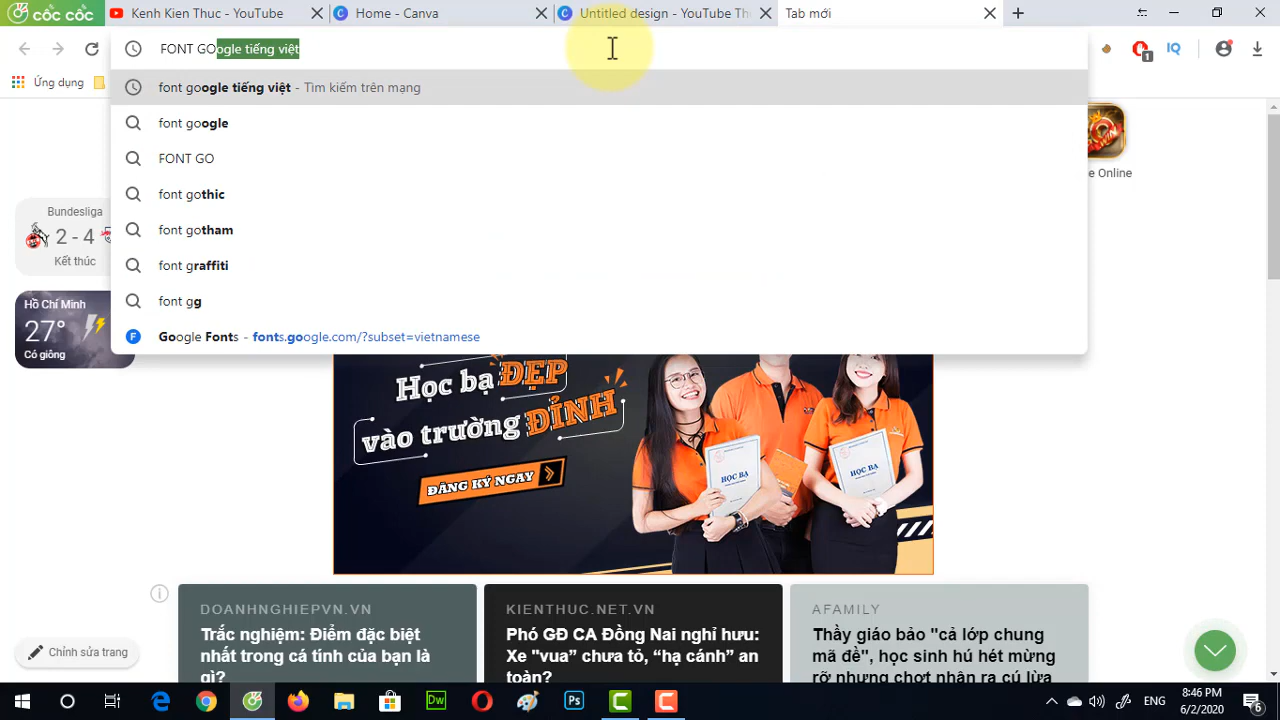 cốc cốc
Kenh Kien Thuc - YouTube
Home - Canva
Untitled design - YouTube Th
Tab mới
FONT GOogle tiếng việt
1
IQ
Ứng dụng
font google tiếng việt - Tìm kiếm trên mạng
font google
FONT GO
font gothic
font gotham
font graffiti
font gg
Google Fonts - fonts.google.com/?subset=vietnamese
e Online
Bundesliga
2 - 4
Kết thúc
Hồ Chí Minh
27°
Có giông
Học bạ ĐẸP
vào trường ĐỈNH
ĐĂNG KÝ NGAY
HỌC BẠ
HỌC BẠ
DOANHNGHIEPVN.VN
Trắc nghiệm: Điểm đặc biệt
nhất trong cá tính của bạn là
gì?
KIENTHUC.NET.VN
Phó GĐ CA Đồng Nai nghỉ hưu:
Xe "vua" chưa tỏ, “hạ cánh” an
toàn?
AFAMILY
Thầy giáo bảo "cả lớp chung
mã đề", học sinh hú hét mừng
rỡ nhưng chợt nhận ra cú lừa
Chỉnh sửa trang
Dw
Ps
ENG
8:46 PM
6/2/2020
6